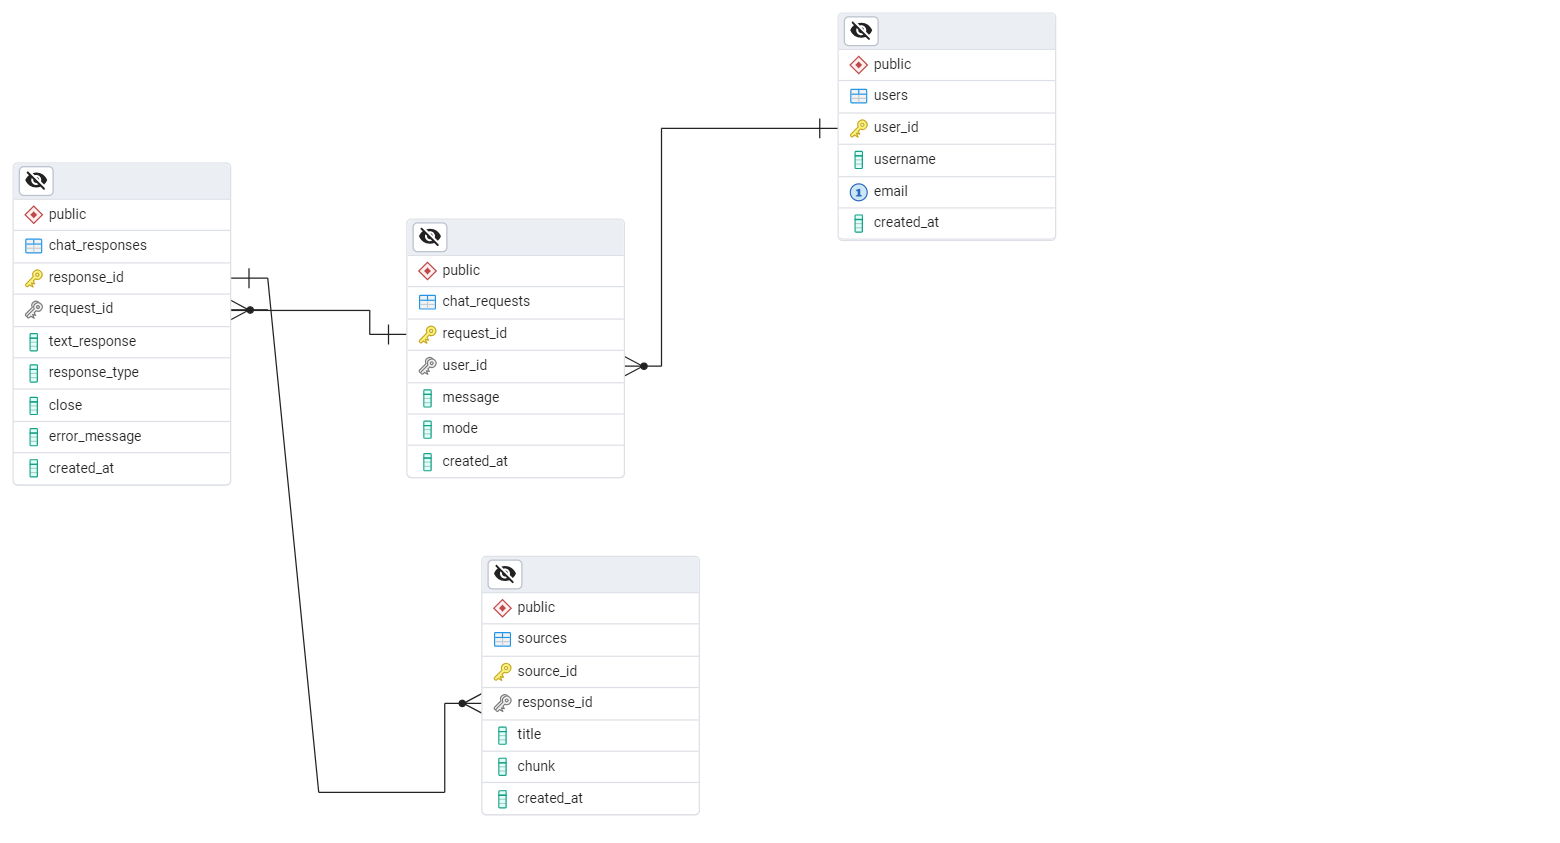 public
chat_responses
response_id
request_id
text_response
response_type
close
error_message
created_at
public
chat_requests
request_id
user_id
message
mode
created_at
public
users
user_id
username
1 email
created_at
public
sources
source_id
response_id
title
chunk
created_at